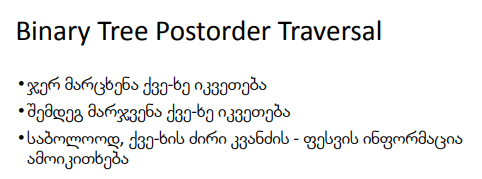 Binary Tree Postorder Traversal
• ჯერ მარცხენა ქვე-ხე იკვეთება
• შემდეგ მარჯვენა ქვე-ხე იკვეთება
• საბოლოოდ, ქვე-ხის ძირი კვანძის - ფესვის ინფორმაცია
ამოიკითხება